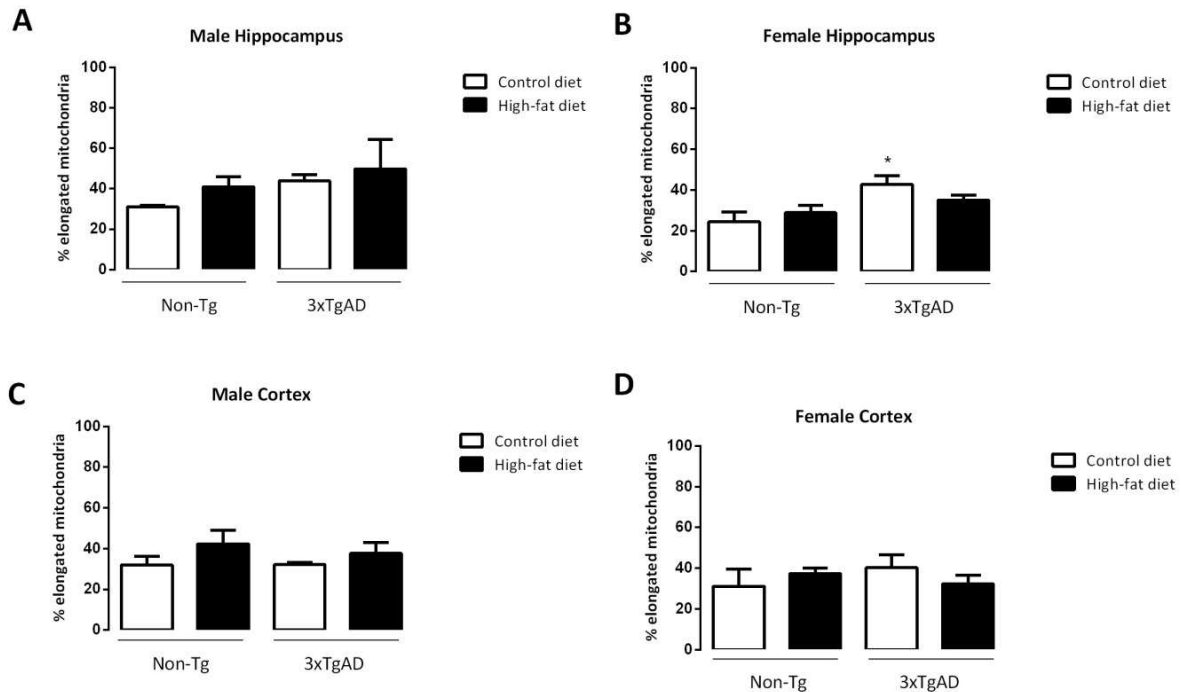 A
Male Hippocampus
% elongated mitochondria
100
80
60
40
20
0
Control diet
High-fat diet
Non-Tg
3xTgAD
B
Female Hippocampus
% elongated mitochondria
100
80
60
40
20
0
*
Control diet
High-fat diet
Non-Tg
3xTgAD
C
Male Cortex
% elongated mitochondria
100
80
60
40
20
0
Control diet
High-fat diet
Non-Tg
3xTgAD
D
Female Cortex
% elongated mitochondria
100
80
60
40
20
0
Control diet
High-fat diet
Non-Tg
3xTgAD